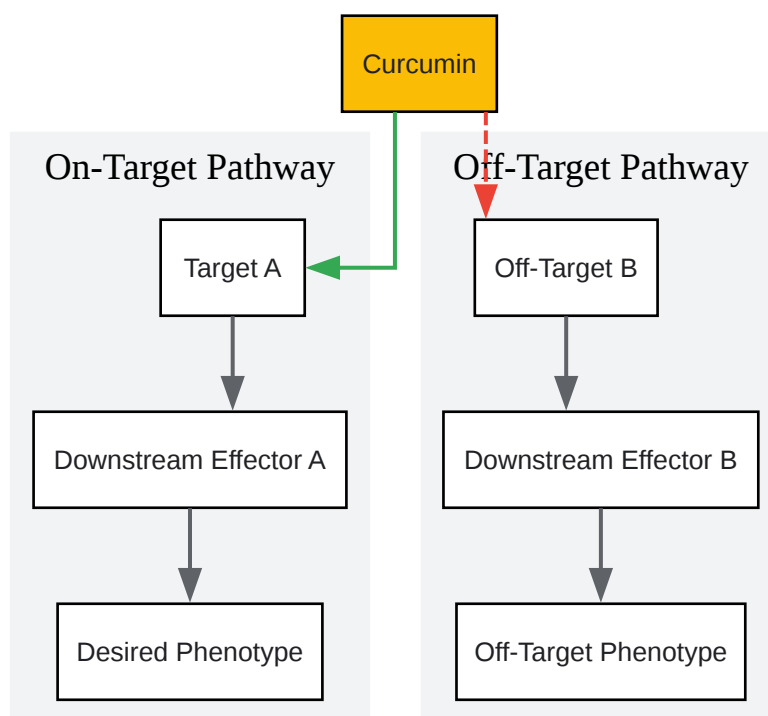 Curcumin
On-Target Pathway
Off-Target Pathway
Target A
Off-Target B
Downstream Effector A
Downstream Effector B
Desired Phenotype
Off-Target Phenotype